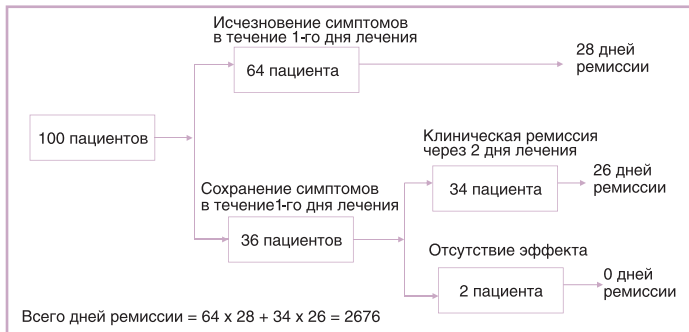 Исчезновение симптомов
в течение 1-го дня лечения
64 пациента
28 дней
ремиссии
100 пациентов
Клиническая ремиссия
через 2 дня лечения
34 пациента
26 дней
ремиссии
Сохранение симптомов
в течение1-го дня лечения
36 пациентов
Отсутствие эффекта
2 пациента
0 дней
ремиссии
Всего дней ремиссии = 64 x 28 + 34 x 26 = 2676